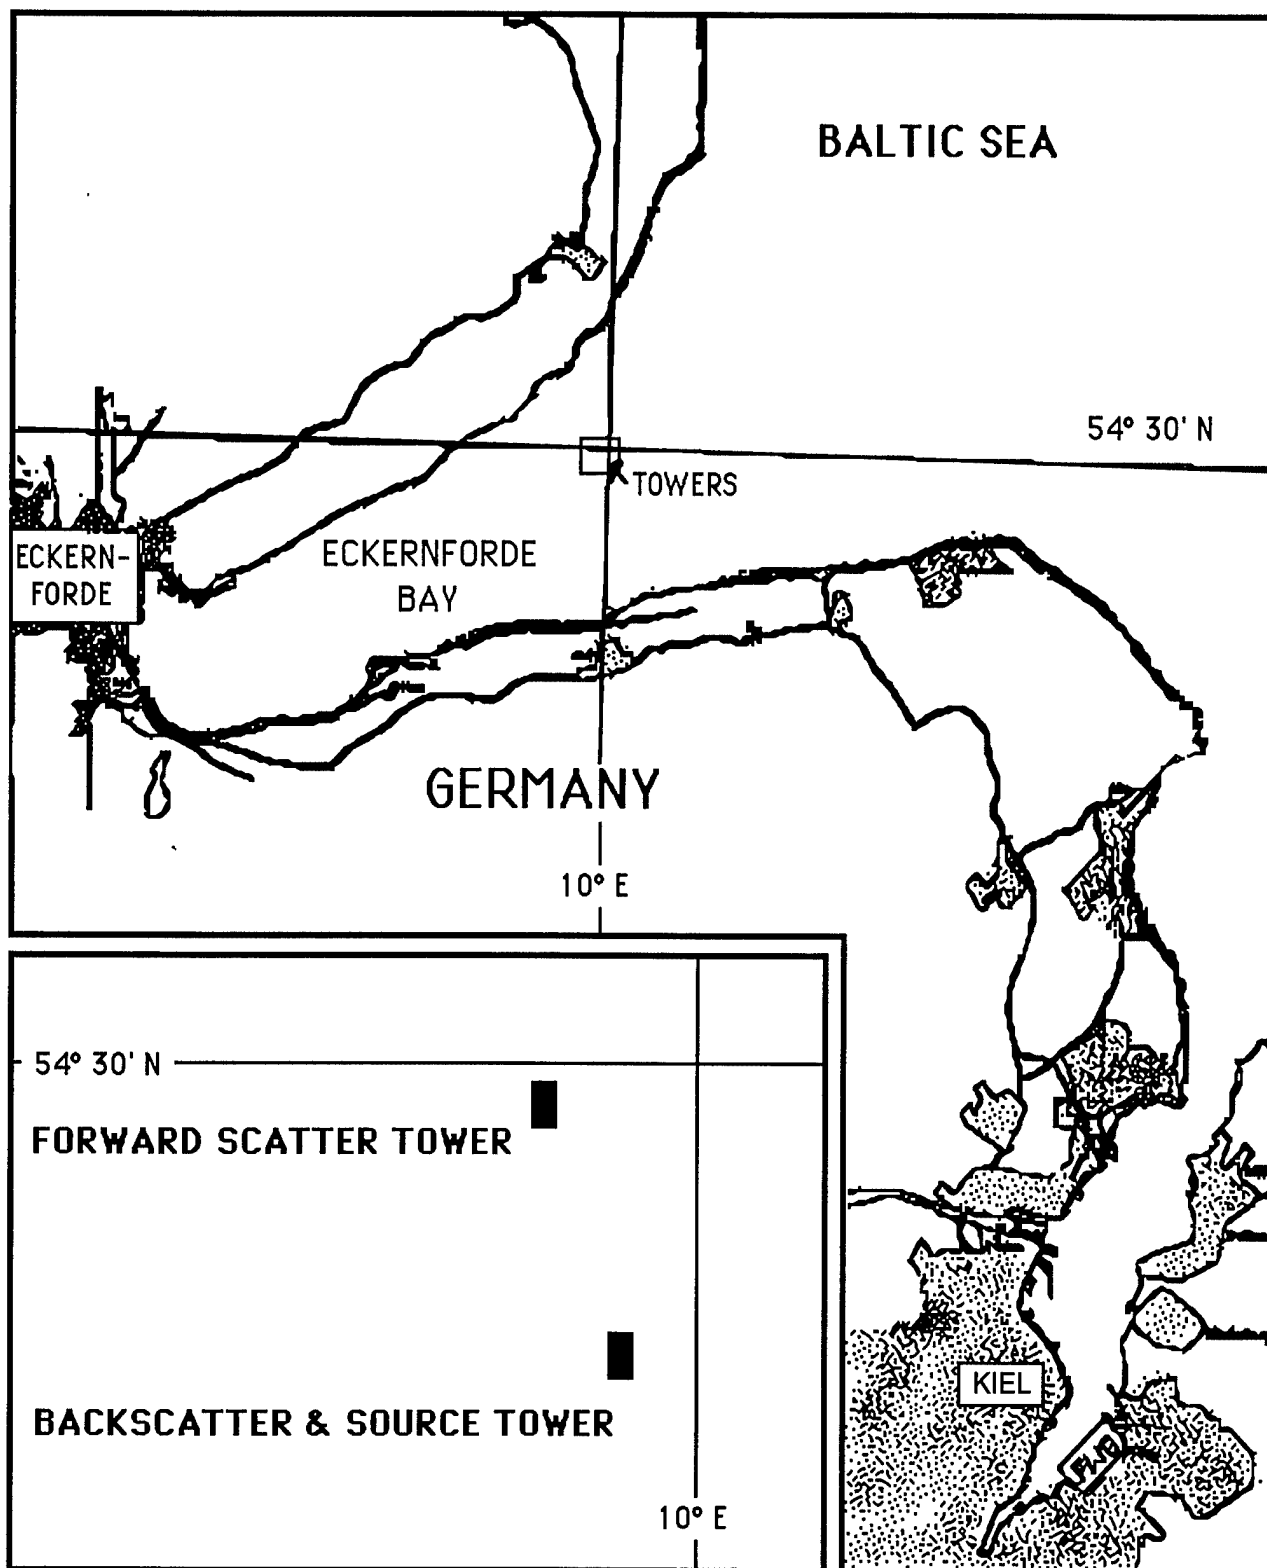 BALTIC SEA
54° 30' N
TOWERS
ECKERN-
FORDE
ECKERNFORDE
BAY
GERMANY
10° E
54° 30' N
FORWARD SCATTER TOWER
BACKSCATTER & SOURCE TOWER
10° E
KIEL
FWG